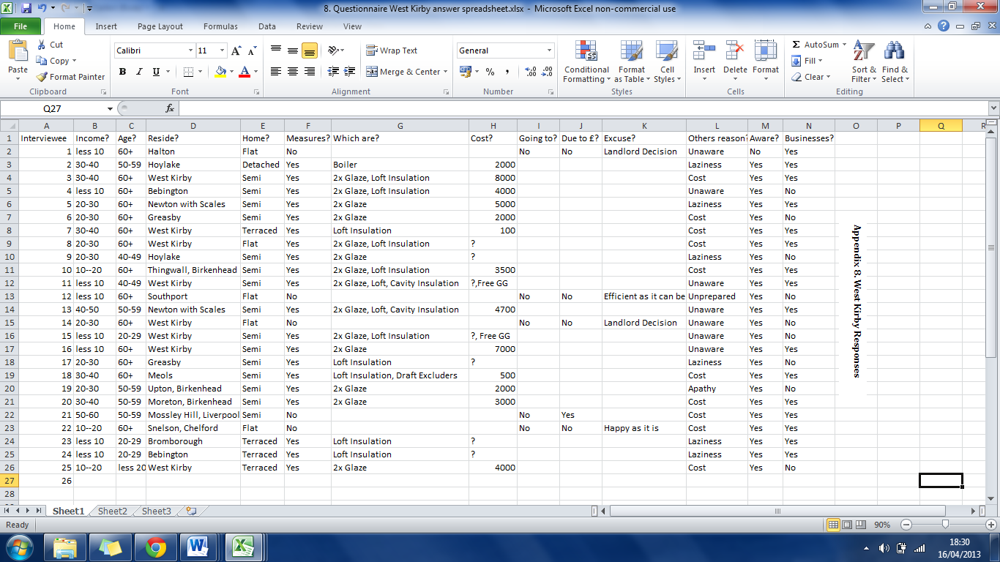 8. Questionnaire West Kirby answer spreadsheet.xlsx - Microsoft Excel non-commercial use
File Home Insert Page Layout Formulas Data Review View
Paste
Cut
Copy
Format Painter
Clipboard
Calibri 11
B I U
Font
Wrap Text
Merge & Center
Alignment
General
% ,
Number
Conditional Formatting
Format as Table
Cell Styles
Styles
Insert Delete Format
Cells
AutoSum
Fill
Clear
Sort & Filter
Find & Select
Editing
Q27 fx
A B C D E F G H I J K L M N O P Q R
1 Interviewee Income? Age? Reside? Home? Measures? Which are? Cost? Going to? Due to £? Excuse? Others reason? Aware? Businesses?
2 1 less 10 60+ Halton Flat No No No Landlord Decision Unaware No Yes
3 2 30-40 50-59 Hoylake Detached Yes Boiler 2000 Laziness Yes Yes
4 3 30-40 60+ West Kirby Semi Yes 2x Glaze, Loft Insulation 8000 Cost Yes Yes
5 4 less 10 60+ Bebington Semi Yes 2x Glaze, Loft Insulation 4000 Unaware Yes No
6 5 20-30 60+ Newton with Scales Semi Yes 2x Glaze 5000 Laziness Yes Yes
7 6 20-30 60+ Greasby Semi Yes 2x Glaze 2000 Cost Yes No
8 7 30-40 60+ West Kirby Terraced Yes Loft Insulation 100 Cost Yes Yes
9 8 20-30 60+ West Kirby Flat Yes 2x Glaze, Loft Insulation ? Cost Yes Yes
10 9 20-30 40-49 Hoylake Semi Yes 2x Glaze ? Laziness Yes No
11 10 10--20 60+ Thingwall, Birkenhead Semi Yes 2x Glaze, Loft Insulation 3500 Cost Yes Yes
12 11 less 10 40-49 West Kirby Semi Yes 2x Glaze, Loft, Cavity Insulation ?,Free GG Unaware Yes Yes
13 12 less 10 60+ Southport Flat No No No Efficient as it can be Unprepared Yes No
14 13 40-50 50-59 Newton with Scales Semi Yes 2x Glaze, Loft, Cavity Insulation 4700 Unaware Yes Yes
15 14 20-30 60+ West Kirby Flat No No No Landlord Decision Unaware Yes No
16 15 less 10 20-29 West Kirby Semi Yes 2x Glaze, Loft Insulation ?, Free GG Unaware Yes No
17 16 less 10 60+ West Kirby Semi Yes 2x Glaze 7000 Unaware Yes Yes
18 17 20-30 60+ Greasby Semi Yes Loft Insulation ? Laziness Yes No
19 18 30-40 60+ Meols Semi Yes Loft Insulation, Draft Excluders 500 Cost Yes Yes
20 19 20-30 50-59 Upton, Birkenhead Semi Yes 2x Glaze 2000 Apathy Yes No
21 20 30-40 50-59 Moreton, Birkenhead Semi Yes 2x Glaze 3000 Cost Yes Yes
22 21 50-60 50-59 Mossley Hill, Liverpool Semi No No Yes Cost Yes Yes
23 22 10--20 60+ Snelson, Chelford Flat No No No Happy as it is Cost Yes Yes
24 23 less 10 20-29 Bromborough Terraced Yes Loft Insulation ? Laziness Yes Yes
25 24 less 10 20-29 Bebington Terraced Yes Loft Insulation ? Laziness Yes Yes
26 25 10--20 less 20 West Kirby Terraced Yes 2x Glaze 4000 Cost Yes No
27 26
28
Appendix 8. West Kirby Responses
Sheet1 Sheet2 Sheet3
Ready 90%
18:30
16/04/2013